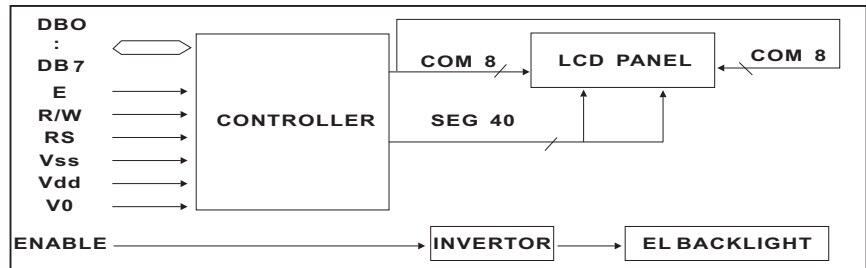 DBO
:
DB7
E
R/W
RS
Vss
Vdd
V0
CONTROLLER
COM 8
LCD PANEL
COM 8
SEG 40
ENABLE
INVERTOR
EL BACKLIGHT